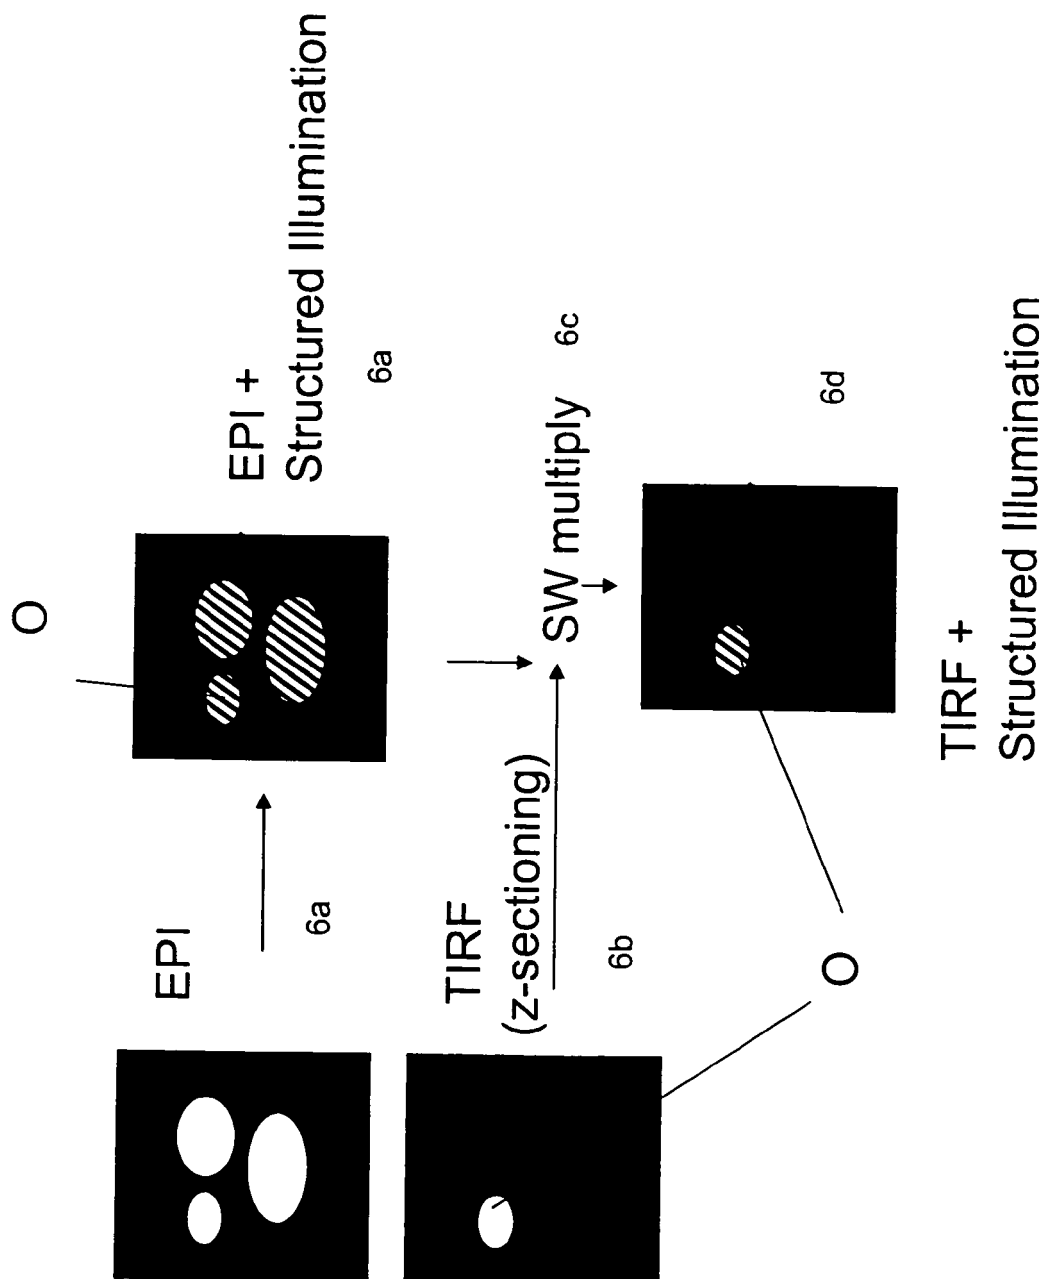 O
EPI
EPI +
Structured Illumination
6a
6a
TIRF
(z-sectioning)
SW multiply
6c
6b
6d
O
TIRF +
Structured Illumination